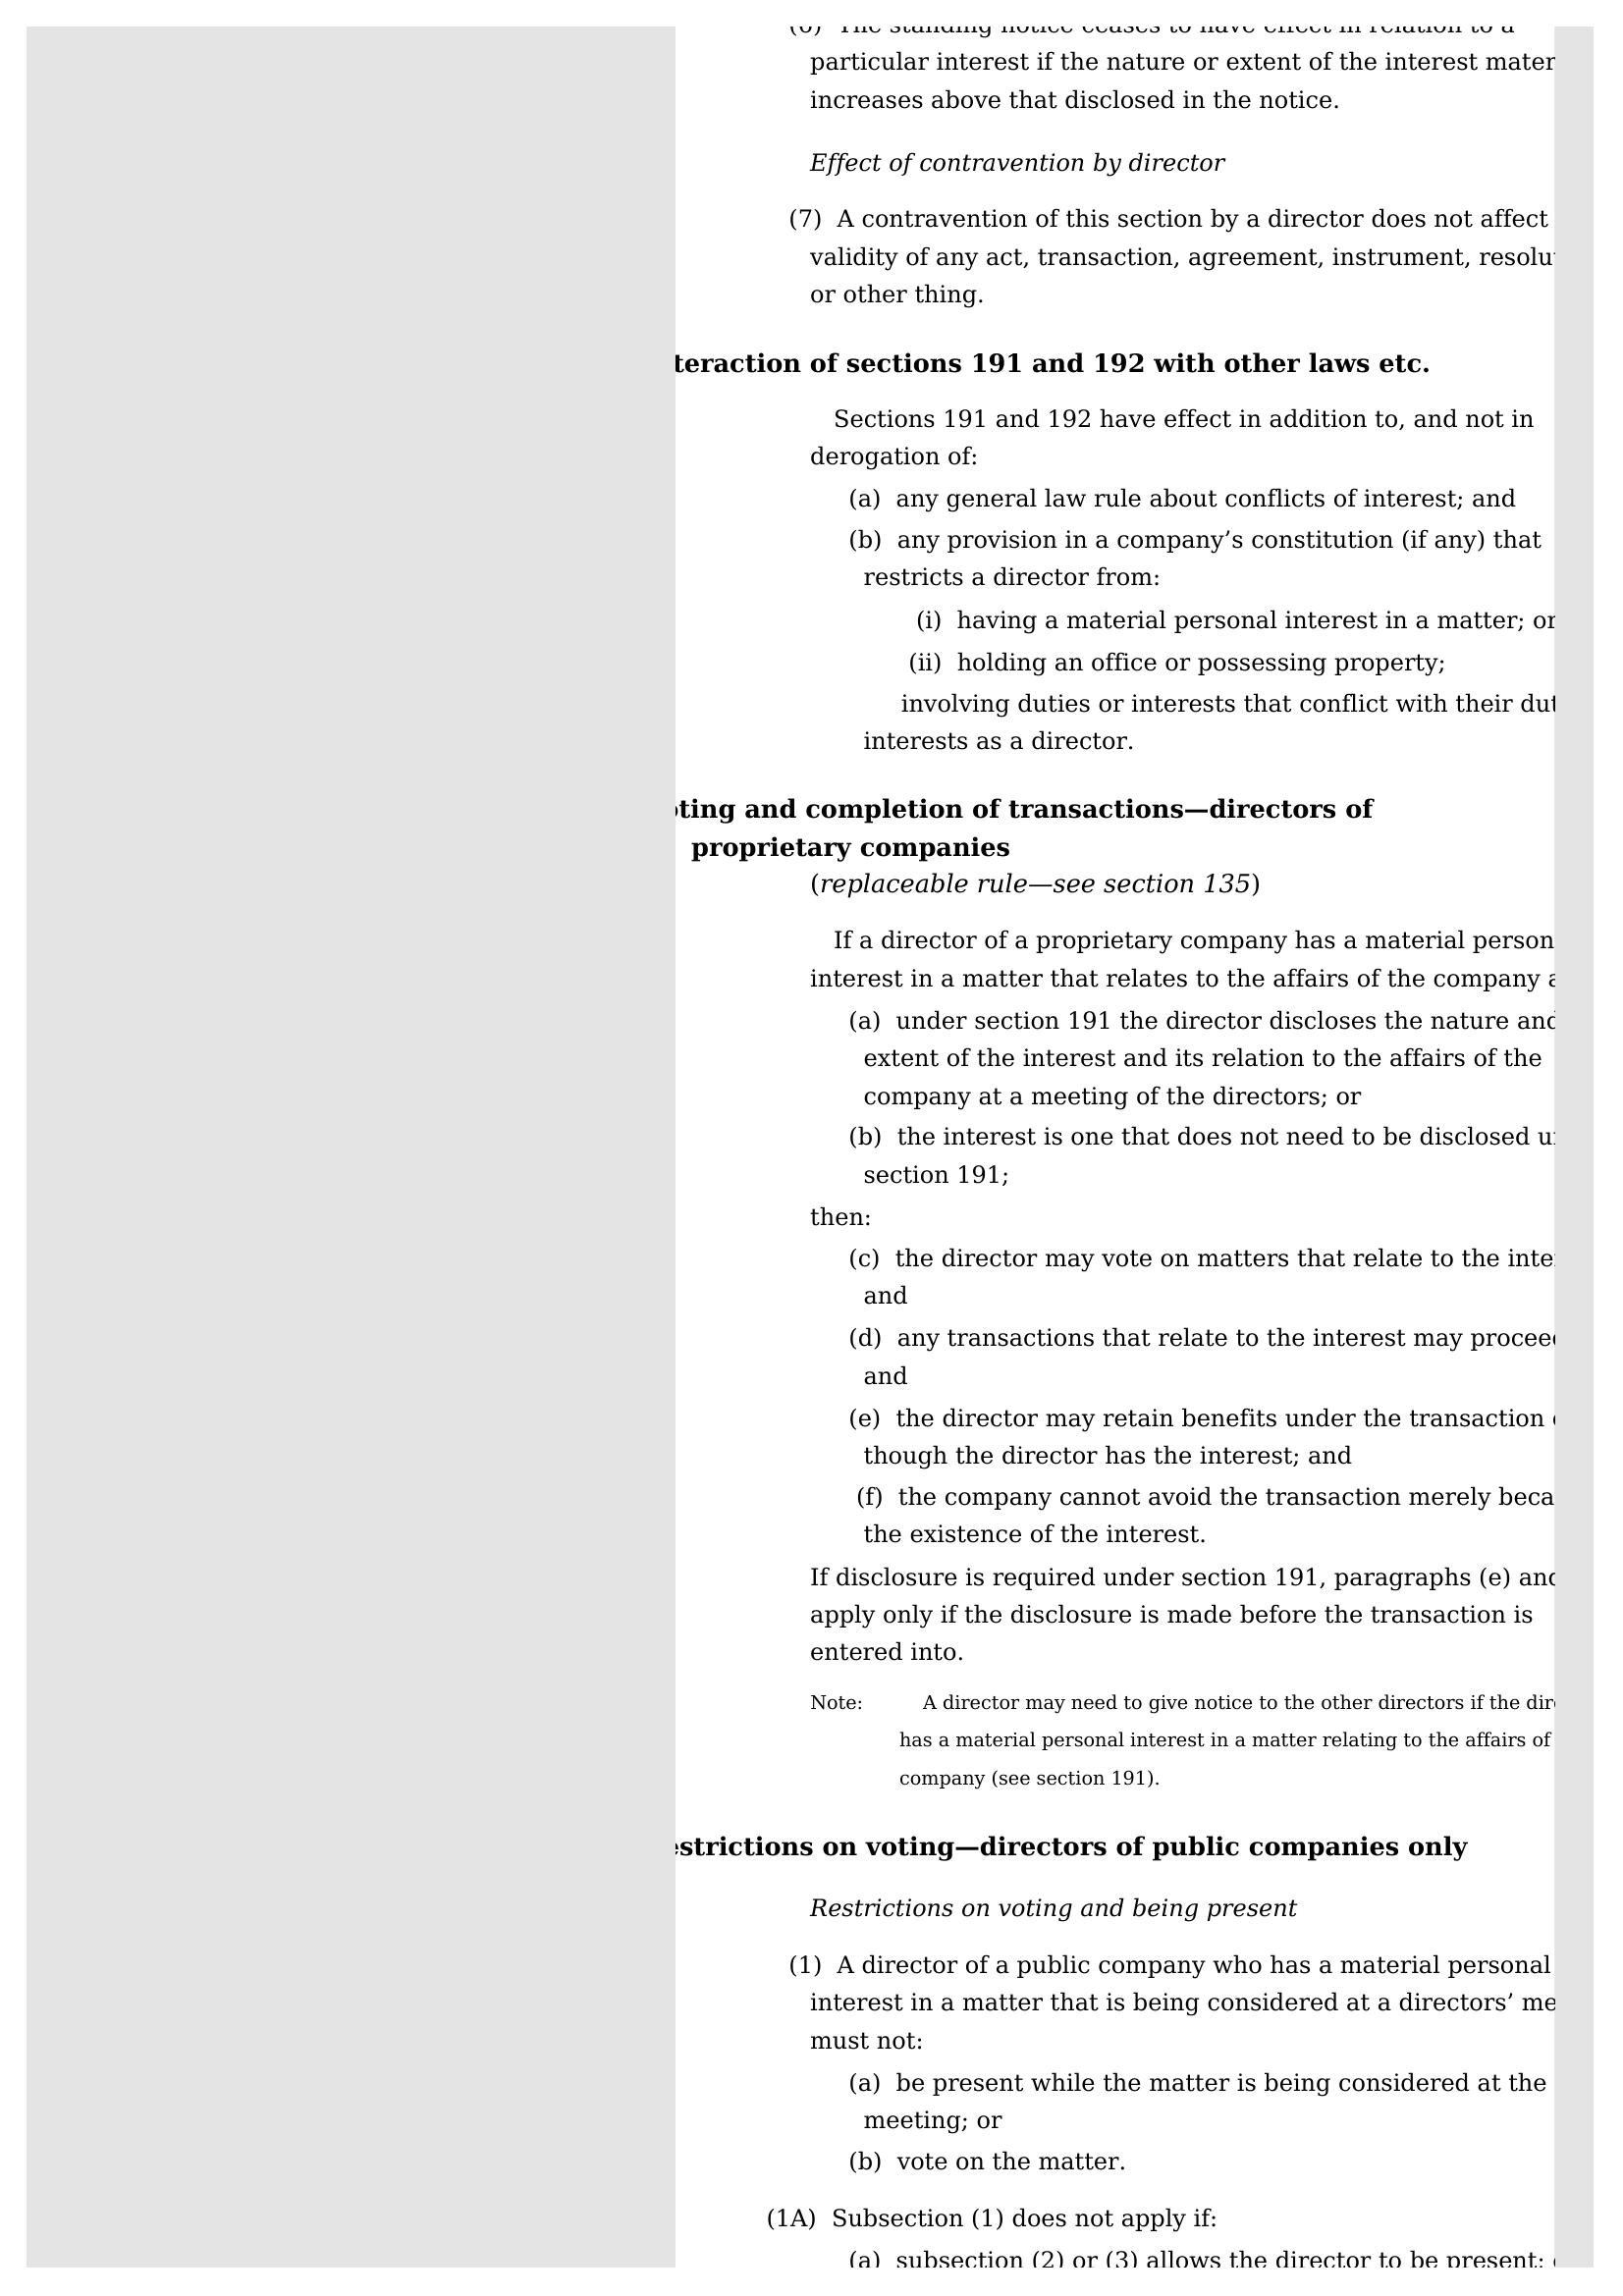 (6) The standing notice ceases to have effect in relation to a
particular interest if the nature or extent of the interest
increases above that disclosed in the notice.
Effect of contravention by director
(7) A contravention of this section by a director does not affect
validity of any act, transaction, agreement, instrument,
or other thing.
of sections 191 and 192 with other laws etc.
Sections 191 and 192 have effect in addition to, and not in
derogation of:
(a) any general law rule about conflicts of interest; and
(b) any provision in a company’s constitution (if any) that
restricts a director from:
(i) having a material personal interest in a matter; or
(ii) holding an office or possessing property;
involving duties or interests that conflict with their
interests as a director.
and completion of transactions—directors of
proprietary companies
(replaceable rule—see section 135)
If a director of a proprietary company has a material
interest in a matter that relates to the affairs of the company
(a) under section 191 the director discloses the nature and
extent of the interest and its relation to the affairs of the
company at a meeting of the directors; or
(b) the interest is one that does not need to be disclosed
section 191;
then:
(c) the director may vote on matters that relate to the
and
(d) any transactions that relate to the interest may proceed
and
(e) the director may retain benefits under the transaction
though the director has the interest; and
(f) the company cannot avoid the transaction merely
the existence of the interest.
If disclosure is required under section 191, paragraphs (e) and
apply only if the disclosure is made before the transaction is
entered into.
Note: A director may need to give notice to the other directors if the
has a material personal interest in a matter relating to the affairs of
company (see section 191).
on voting—directors of public companies only
Restrictions on voting and being present
(1) A director of a public company who has a material personal
interest in a matter that is being considered at a directors’
must not:
(a) be present while the matter is being considered at the
meeting; or
(b) vote on the matter.
(1A) Subsection (1) does not apply if:
(a) subsection (2) or (3) allows the director to be present;